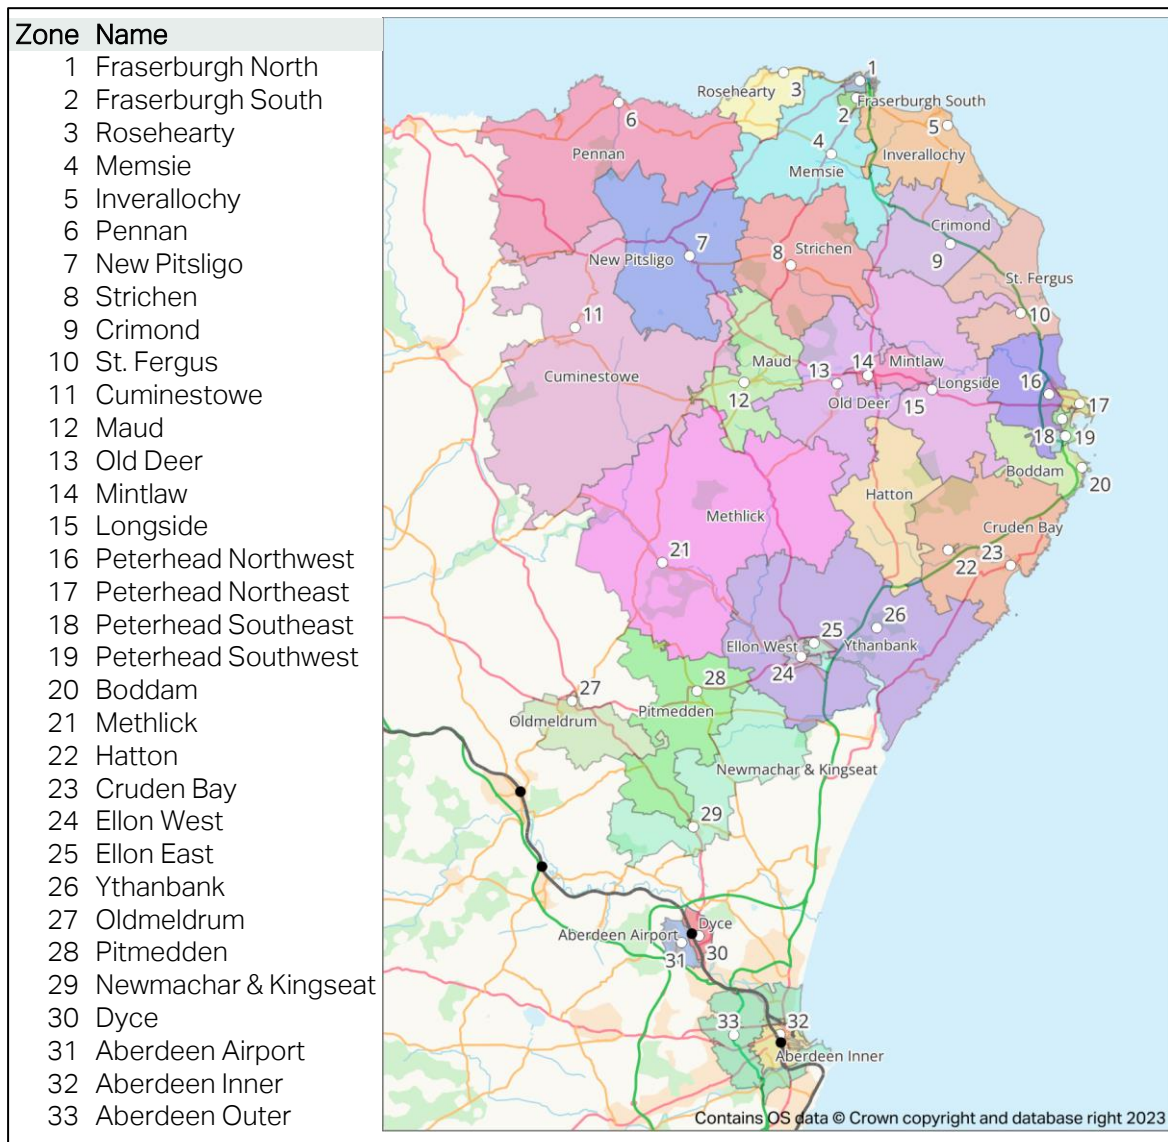 Zone Name
1 Fraserburgh North
2 Fraserburgh South
3 Rosehearty
4 Memsie
5 Inverallochy
6 Pennan
7 New Pitsligo
8 Strichen
9 Crimond
10 St. Fergus
11 Cuminestowe
12 Maud
13 Old Deer
14 Mintlaw
15 Longside
16 Peterhead Northwest
17 Peterhead Northeast
18 Peterhead Southeast
19 Peterhead Southwest
20 Boddam
21 Methlick
22 Hatton
23 Cruden Bay
24 Ellon West
25 Ellon East
26 Ythanbank
27 Oldmeldrum
28 Pitmedden
29 Newmachar & Kingseat
30 Dyce
31 Aberdeen Airport
32 Aberdeen Inner
33 Aberdeen Outer
1
Rosehearty
3
Fraserburgh South
2
6
5
4
Pennan
Inverallochy
Memsie
Crimond
7
8
Strichen
New Pitsligo
9
St. Fergus
11
10
Maud
13
14
Mintlaw
Cuminestowe
Longside
16
12
Old Deer
15
17
18
19
Boddam
20
Hatton
Methlick
Cruden Bay
21
22
23
26
25
Ellon West
Ythanbank
24
27
28
Oldmeldrum
Pitmedden
Newmachar & Kingseat
29
Dyce
Aberdeen Airport
31
30
33
32
Aberdeen Inner
Contains OS data © Crown copyright and database right 2023